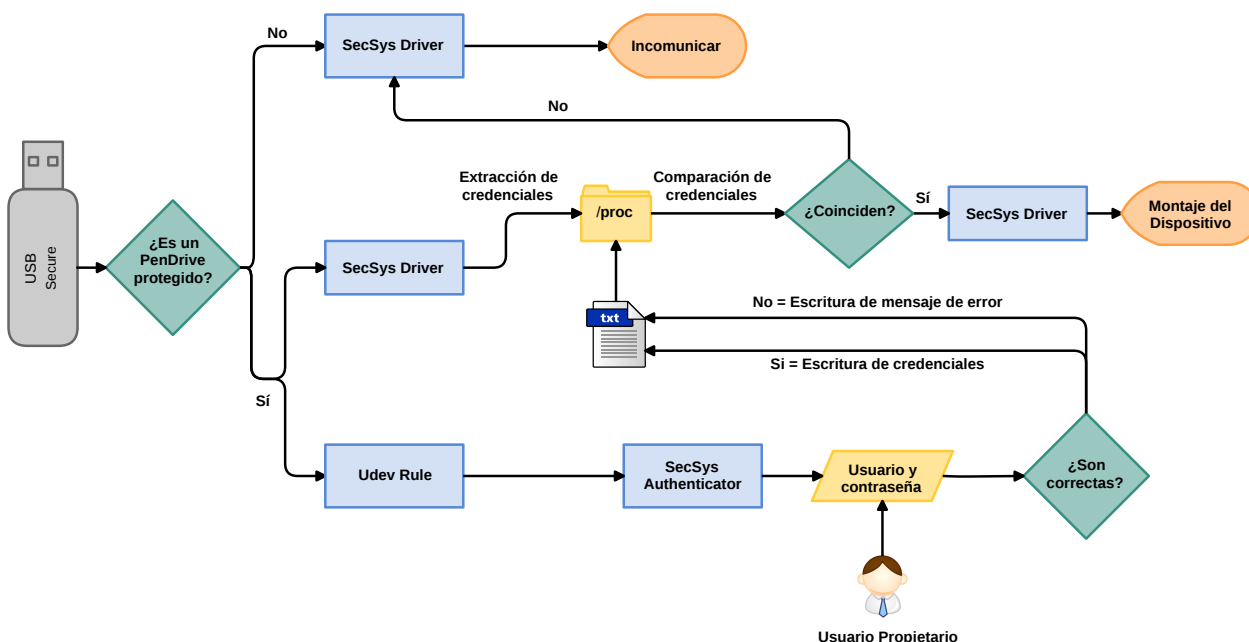 No
SecSys Driver
Incomunicar
No
USB
Secure
¿Es un
PenDrive
protegido?
Extracción de
credenciales
/proc
Comparación de
credenciales
¿Coinciden?
Sí
SecSys Driver
Montaje del
Dispositivo
SecSys Driver
txt
No = Escritura de mensaje de error
Si = Escritura de credenciales
Sí
Udev Rule
SecSys
Authenticator
Usuario y
contraseña
¿Son
correctas?
Usuario Propietario